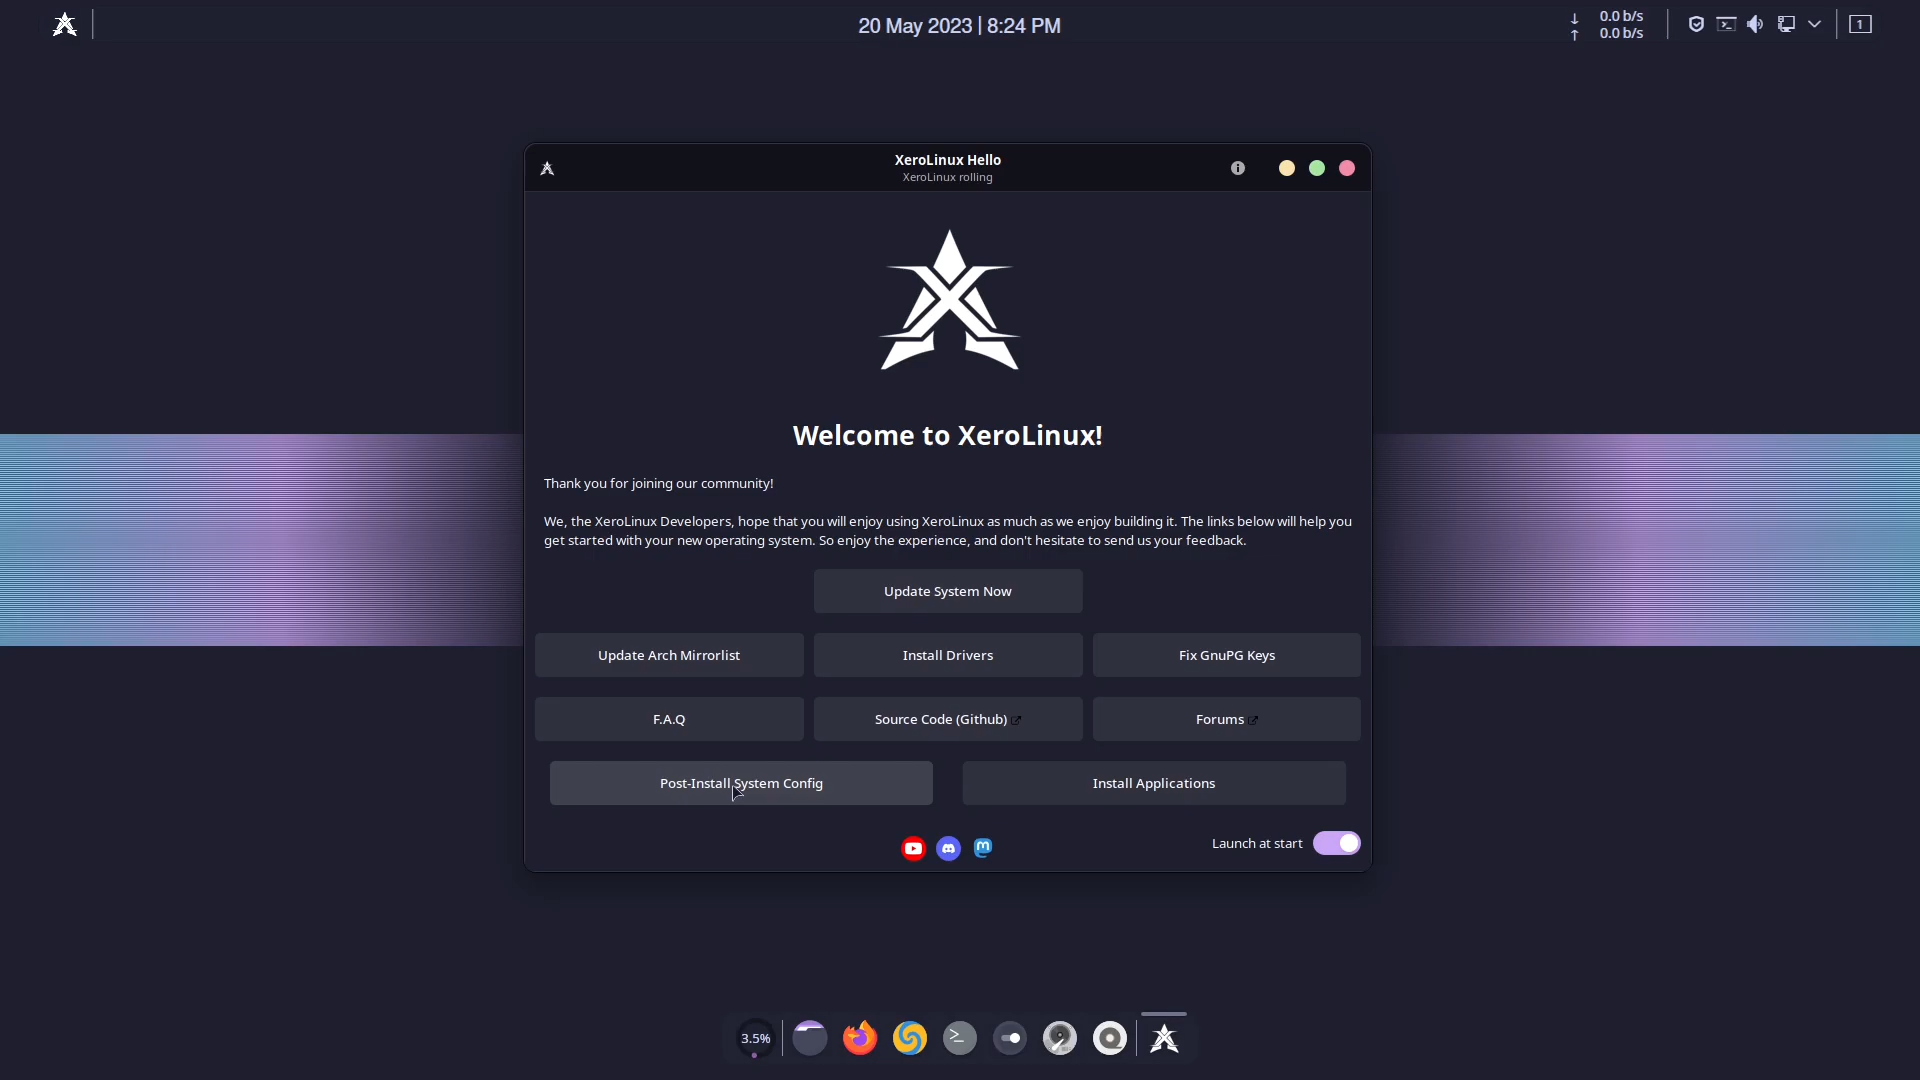 20 May 2023 | 8:24 PM
↓ 0.0 b/s
↑ 0.0 b/s
1
XeroLinux Hello
XeroLinux rolling
Welcome to XeroLinux!
Thank you for joining our community!
We, the XeroLinux Developers, hope that you will enjoy using XeroLinux as much as we enjoy building it. The links below will help you
get started with your new operating system. So enjoy the experience, and don't hesitate to send us your feedback.
Update System Now
Update Arch Mirrorlist
Install Drivers
Fix GnuPG Keys
F.A.Q
Source Code (Github)
Forums
Post-Install System Config
Install Applications
Launch at start
3.5%